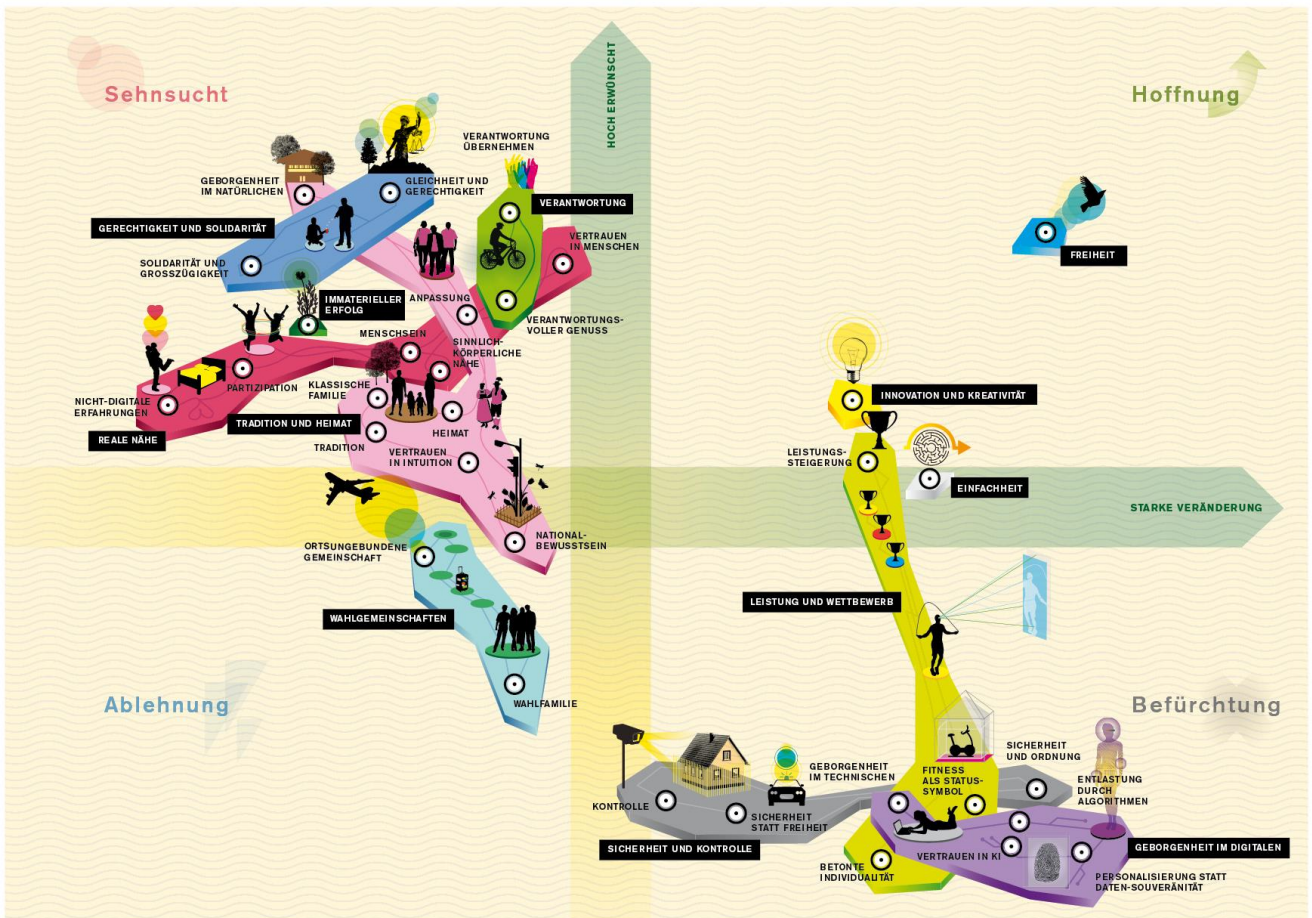 Sehnsucht
HOCH ERWÜNSCHT
Hoffnung
VERANTWORTUNG
ÜBERNEHMEN
GEBORGENHEIT
IM NATÜRLICHEN
GLEICHHEIT UND
GERECHTIGKEIT
VERANTWORTUNG
GERECHTIGKEIT UND SOLIDARITÄT
VERTRAUEN
IN MENSCHEN
FREIHEIT
SOLIDARITÄT UND
GROSSZÜGIGKEIT
IMMATERIELLER
ERFOLG
ANPASSUNG
VERANTWORTUNGS-
VOLLER GENUSS
MENSCHSEIN
SINNLICH-
KÖRPERLICHE
NÄHE
PARTIZIPATION
KLASSISCHE
FAMILIE
NICHT-DIGITALE
ERFAHRUNGEN
INNOVATION UND KREATIVITÄT
TRADITION UND HEIMAT
HEIMAT
REALE NÄHE
TRADITION
VERTRAUEN
IN INTUITION
LEISTUNGS-
STEIGERUNG
EINFACHHEIT
STARKE VERÄNDERUNG
NATIONAL-
BEWUSSTSEIN
ORTSUNGEBUNDENE
GEMEINSCHAFT
LEISTUNG UND WETTBEWERB
WAHLGEMEINSCHAFTEN
Ablehnung
WAHLFAMILIE
Befürchtung
SICHERHEIT
UND ORDNUNG
GEBORGENHEIT
IM TECHNISCHEN
FITNESS
ALS STATUS-
SYMBOL
ENTLASTUNG
DURCH
ALGORITHMEN
KONTROLLE
SICHERHEIT
STATT FREIHEIT
SICHERHEIT UND KONTROLLE
VERTRAUEN IN KI
GEBORGENHEIT IM DIGITALEN
BETONTE
INDIVIDUALITÄT
PERSONALISIERUNG STATT
DATEN-SOUVERÄNITÄT